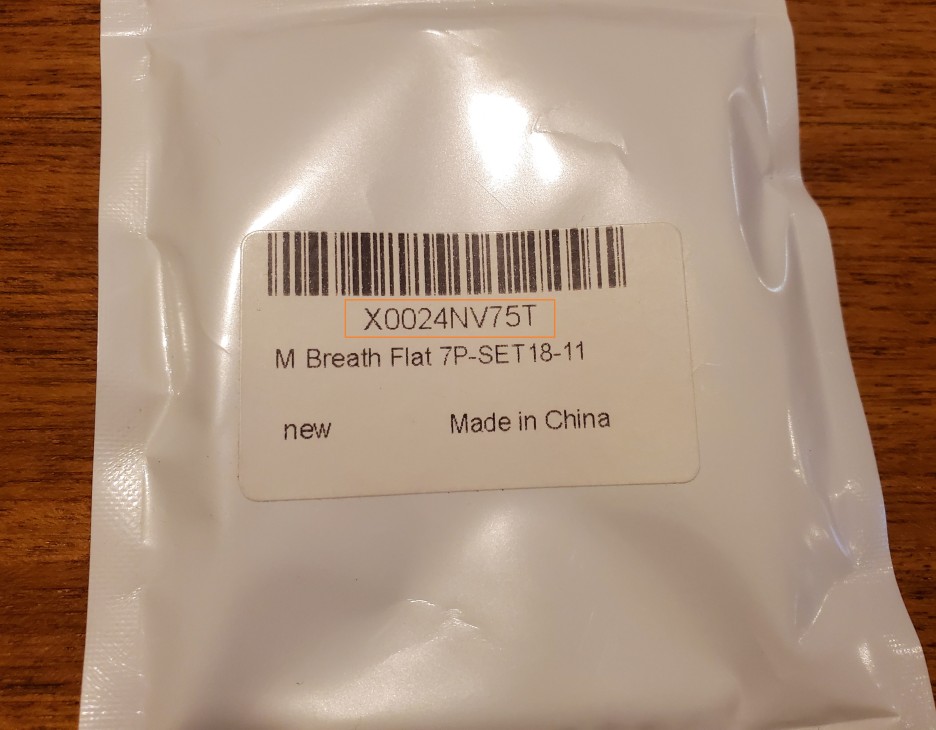 X0024NV75T
M Breath Flat 7P-SET18-11
new Made in China